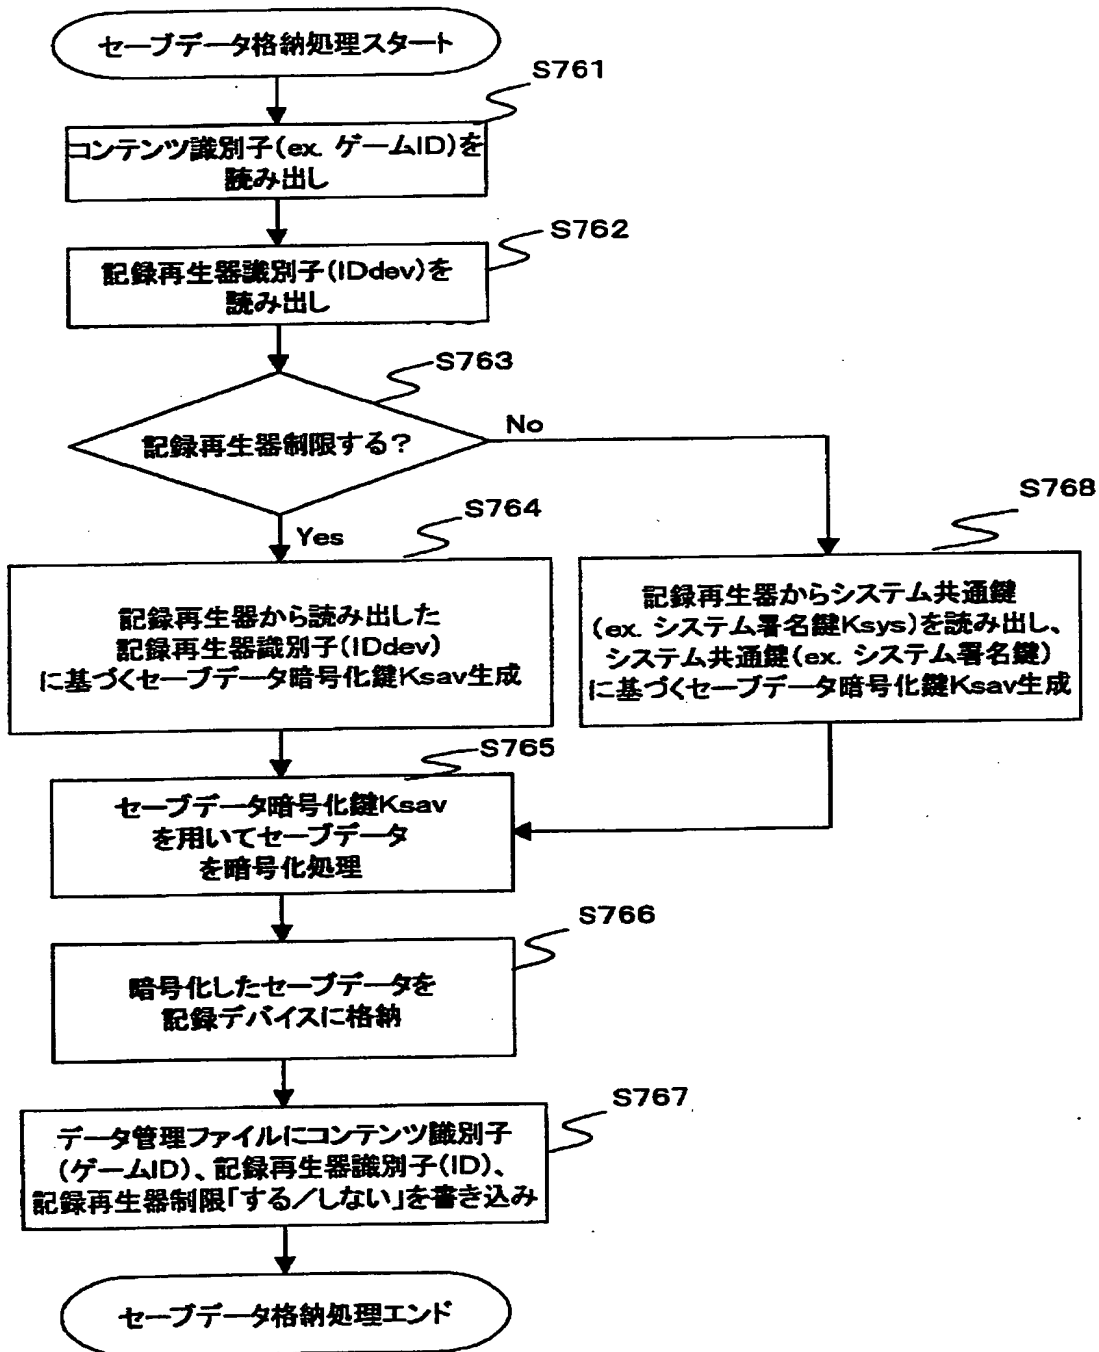 セーブデータ格納処理スタート
S761
コンテンツ識別子(ex. ゲームID)を
読み出し
S762
記録再生器識別子(IDdev)を
読み出し
S763
記録再生器制限する?
No
Yes
S764
記録再生器から読み出した
記録再生器識別子(IDdev)
に基づくセーブデータ暗号化鍵Ksav生成
S768
記録再生器からシステム共通鍵
(ex. システム署名鍵Ksys)を読み出し、
システム共通鍵(ex. システム署名鍵)
に基づくセーブデータ暗号化鍵Ksav生成
S765
セーブデータ暗号化鍵Ksav
を用いてセーブデータ
を暗号化処理
S766
暗号化したセーブデータを
記録デバイスに格納
S767
データ管理ファイルにコンテンツ識別子
(ゲームID)、記録再生器識別子(ID)、
記録再生器制限「する/しない」を書き込み
セーブデータ格納処理エンド